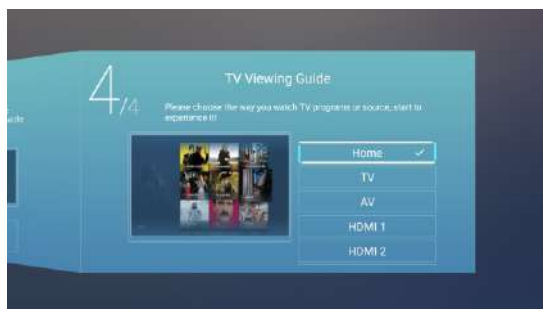 4/4
TV Viewing Guide
Please choose the way you watch TV programs or source, start to
experience it!
Home
TV
AV
HDMI 1
HDMI 2